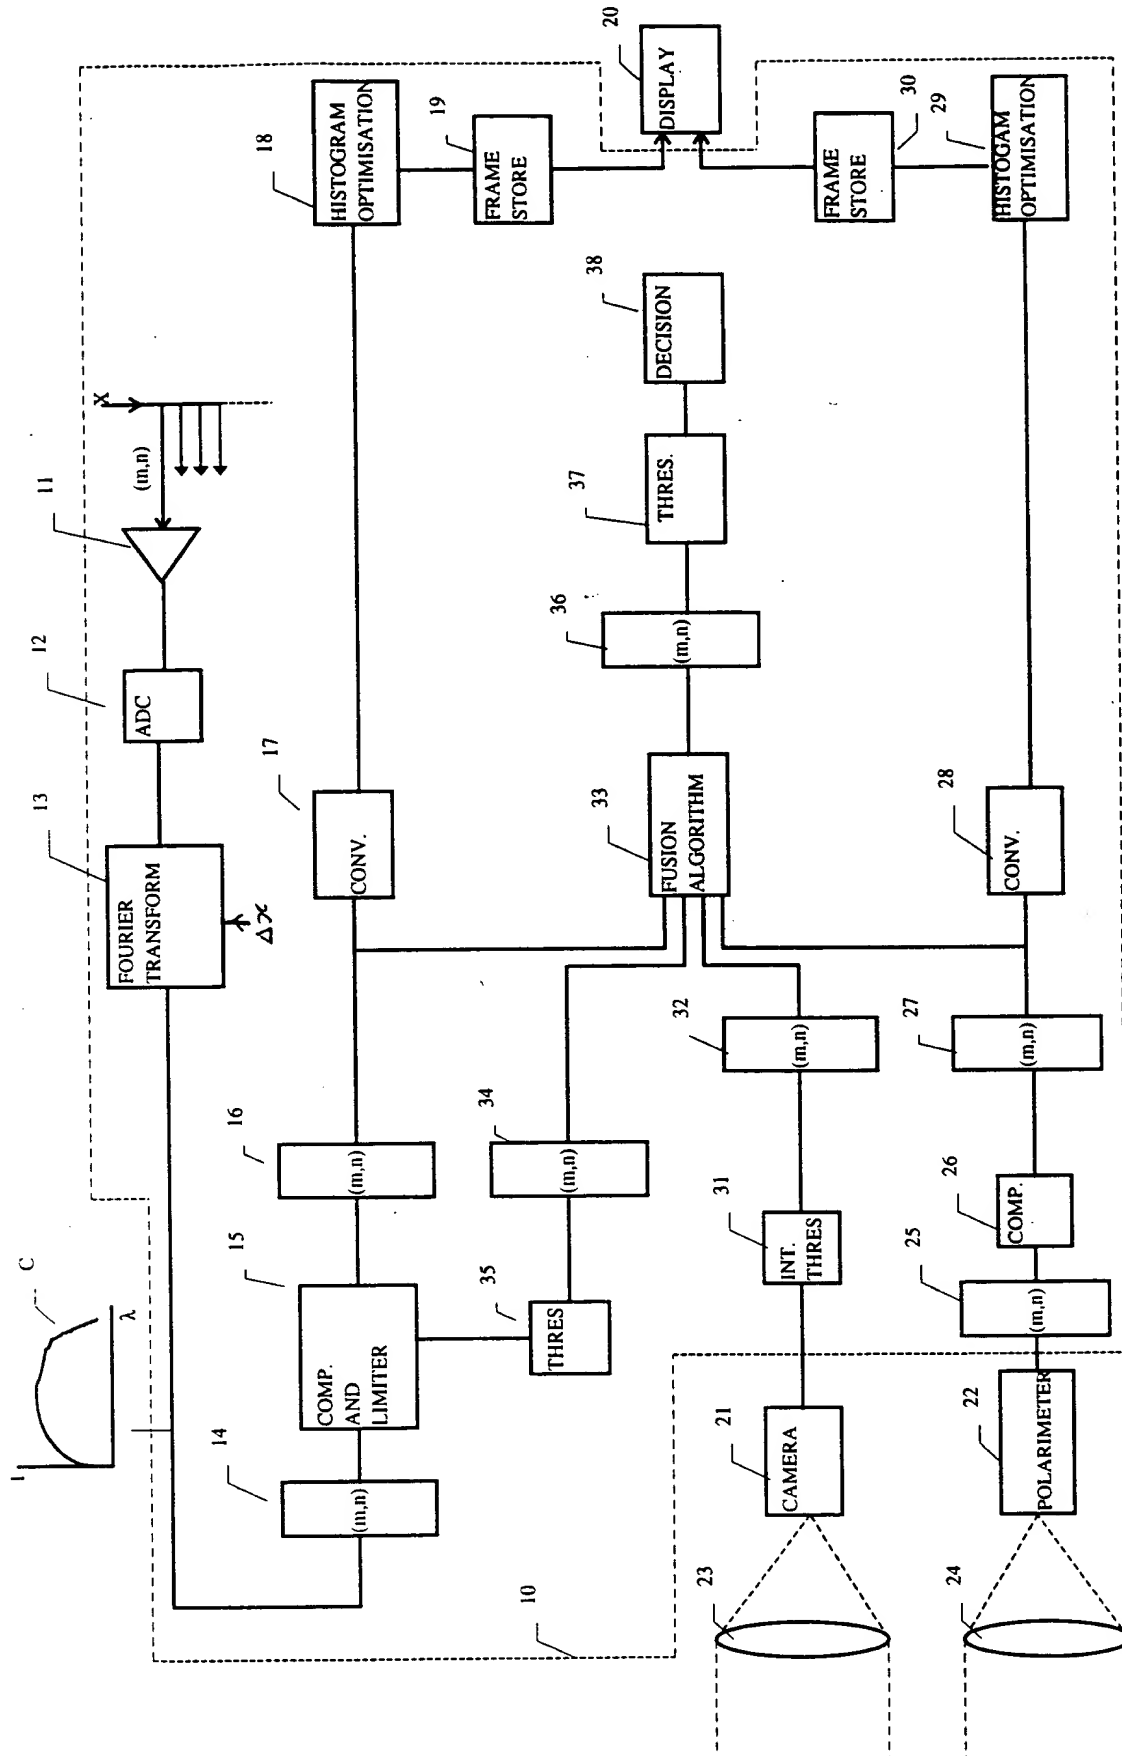 I
C
λ
13
FOURIER
TRANSFORM
Δx
12
ADC
11
(m,n)
X
14
(m,n)
15
COMP.
AND
LIMITER
16
(m,n)
17
CONV.
18
HISTOGRAM
OPTIMISATION
19
FRAME
STORE
20
DISPLAY
35
THRES
34
(m,n)
33
FUSION
ALGORITHM
36
(m,n)
37
THRES.
38
DECISION
10
23
21
CAMERA
31
INT.
THRES
32
(m,n)
24
22
POLARIMETER
25
(m,n)
26
COMP.
27
(m,n)
28
CONV.
29
HISTOGAM
OPTIMISATION
30
FRAME
STORE